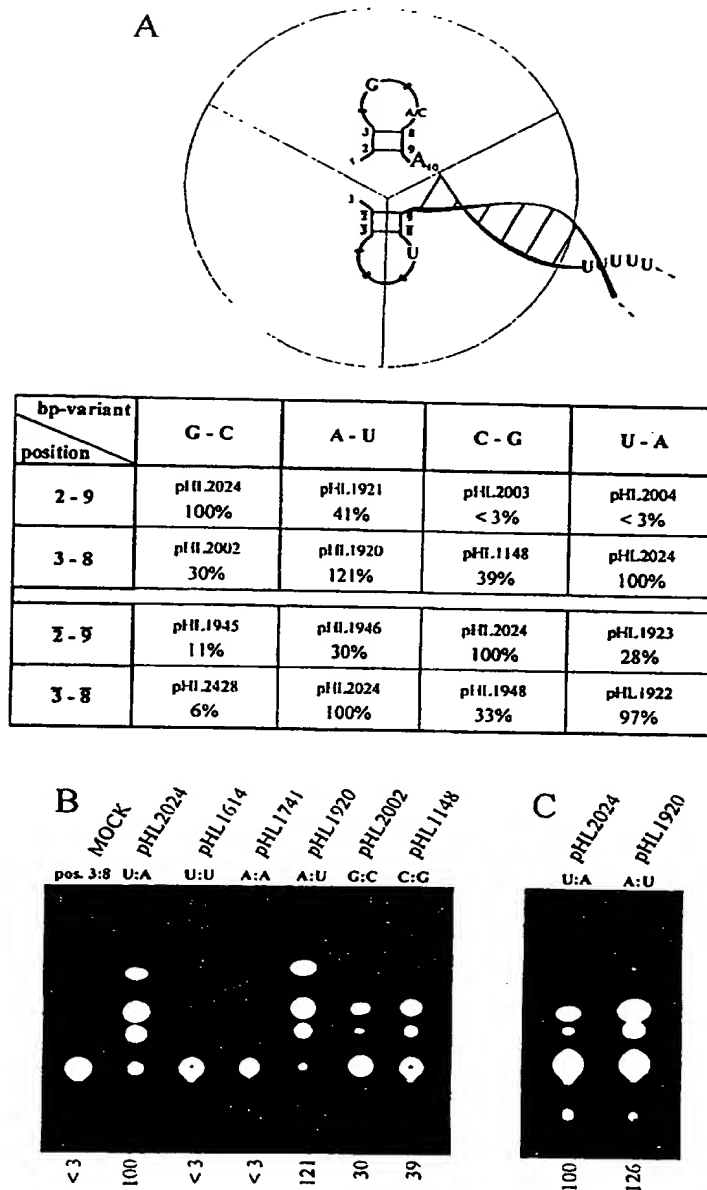 A
G
A/C
3 8
2 9
1 A10
1
2̄ 9̄
3̄ 8̄
U
U U U U U
bp-variant
position
G - C A - U C - G U - A
2 - 9
pHL2024 pHL1921 pHL2003 pHL2004
100% 41% < 3% < 3%
3 - 8
pHL2002 pHL1920 pHL1148 pHL2024
30% 121% 39% 100%
2̄ - 9̄
pHL1945 pHL1946 pHL2024 pHL1923
11% 30% 100% 28%
3̄ - 8̄
pHL2428 pHL2024 pHL1948 pHL1922
6% 100% 33% 97%
B
MOCK pHL2024 pHL1614 pHL1741 pHL1920 pHL2002 pHL1148
pos. 3:8 U:A U:U A:A A:U G:C C:G
< 3 100 < 3 < 3 121 30 39
C
pHL2024 pHL1920
U:A A:U
100 126